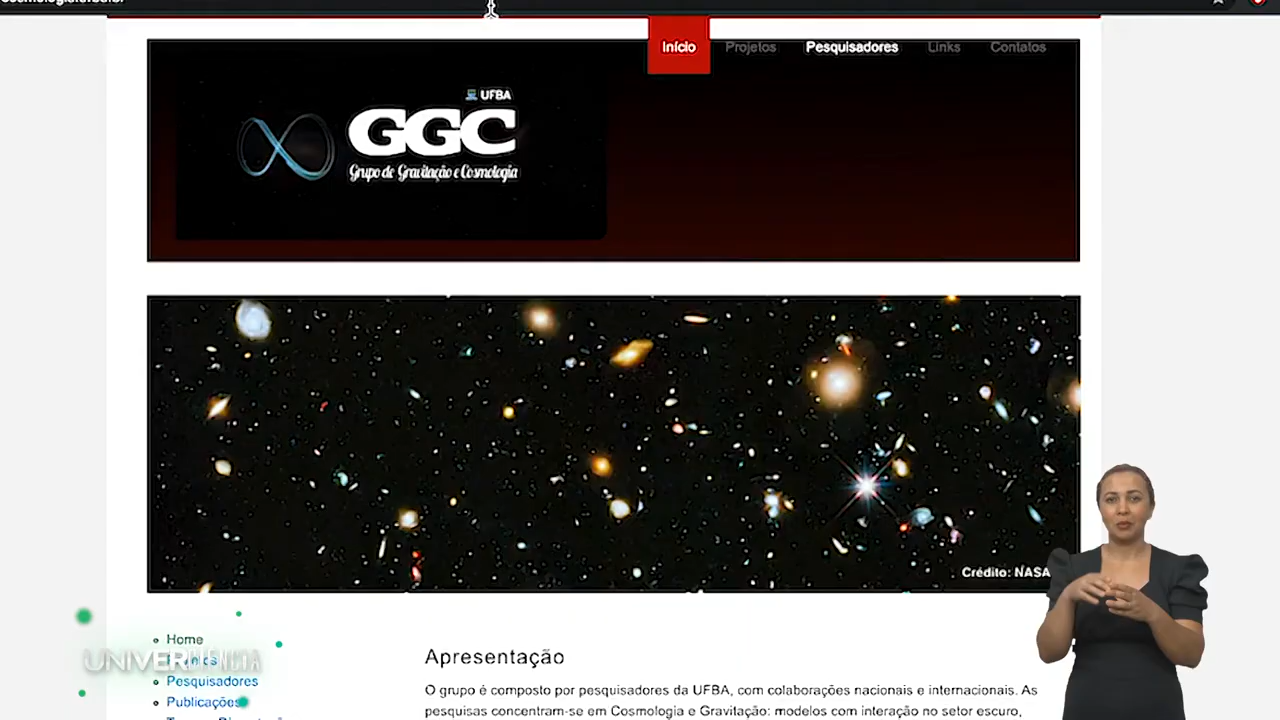 Início Projetos Pesquisadores Links Contatos
UFBA
GGC
Grupo de Gravitação e Cosmologia
Crédito: NASA
Home
Pesquisadores
Publicações
Apresentação
O grupo é composto por pesquisadores da UFBA, com colaborações nacionais e internacionais. As
pesquisas concentram-se em Cosmologia e Gravitação: modelos com interação no setor escuro,